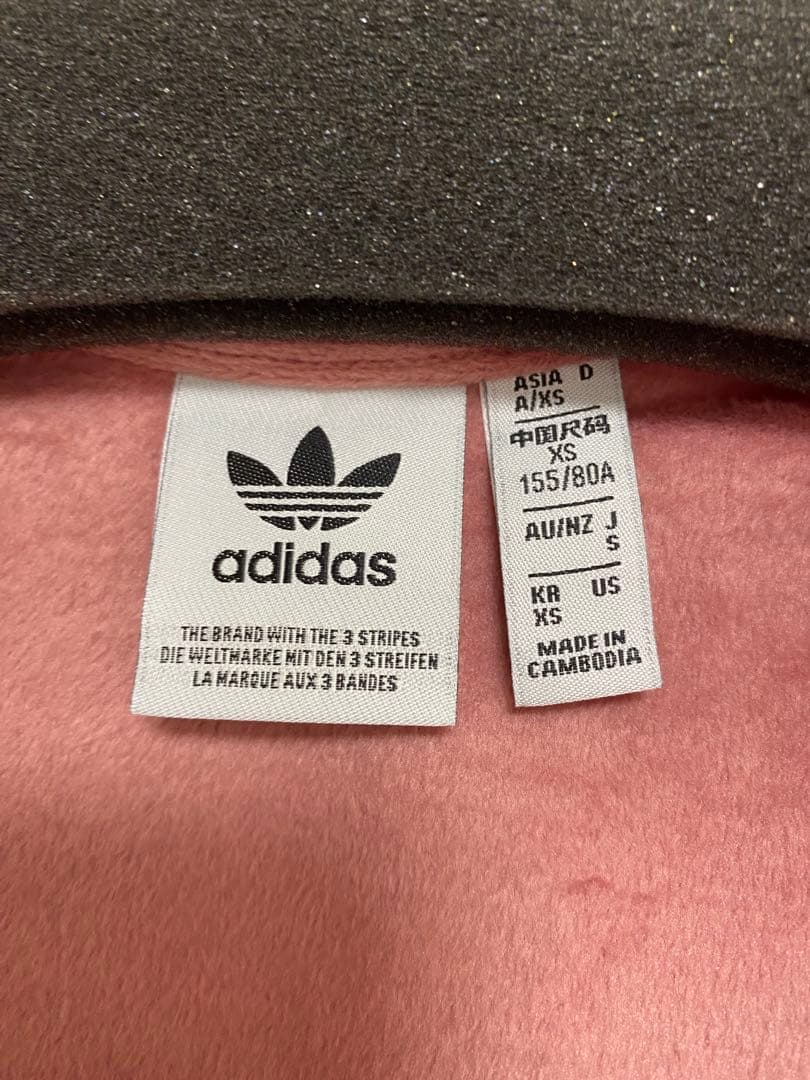 adidas
THE BRAND WITH THE 3 STRIPES
DIE WELTMARKE MIT DEN 3 STREIFEN
LA MARQUE AUX 3 BANDES
ASIA D
A/XS
中国尺码
XS
155/80A
AU/NZ J
S
KR US
XS
MADE IN
CAMBODIA